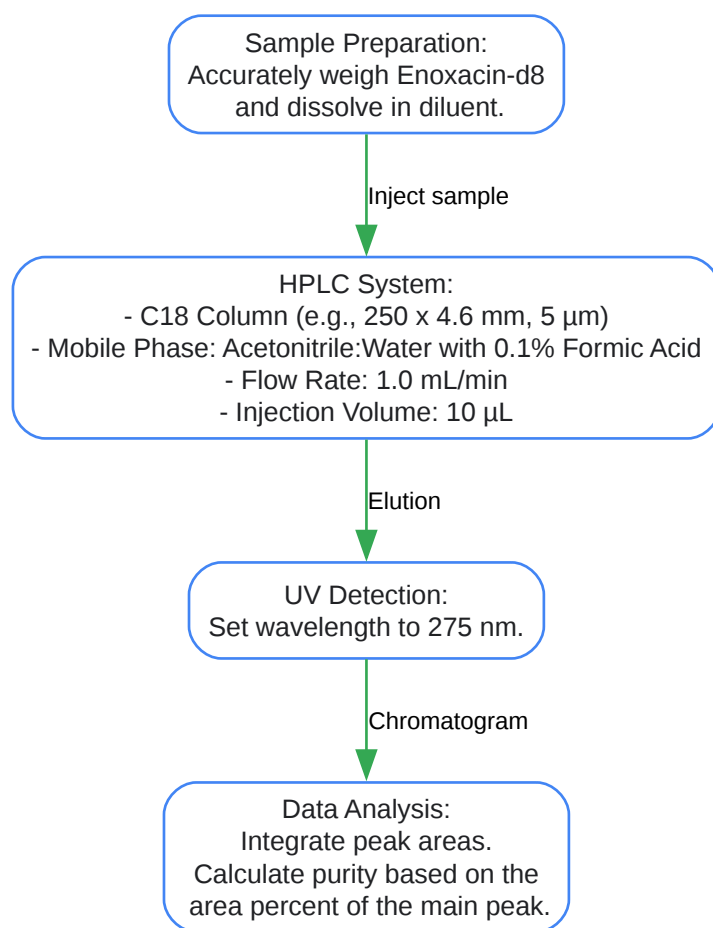 Sample Preparation:
Accurately weigh Enoxacin-d8
and dissolve in diluent.
Inject sample
HPLC System:
- C18 Column (e.g., 250 x 4.6 mm, 5 µm)
- Mobile Phase: Acetonitrile:Water with 0.1% Formic Acid
- Flow Rate: 1.0 mL/min
- Injection Volume: 10 µL
Elution
UV Detection:
Set wavelength to 275 nm.
Chromatogram
Data Analysis:
Integrate peak areas.
Calculate purity based on the
area percent of the main peak.